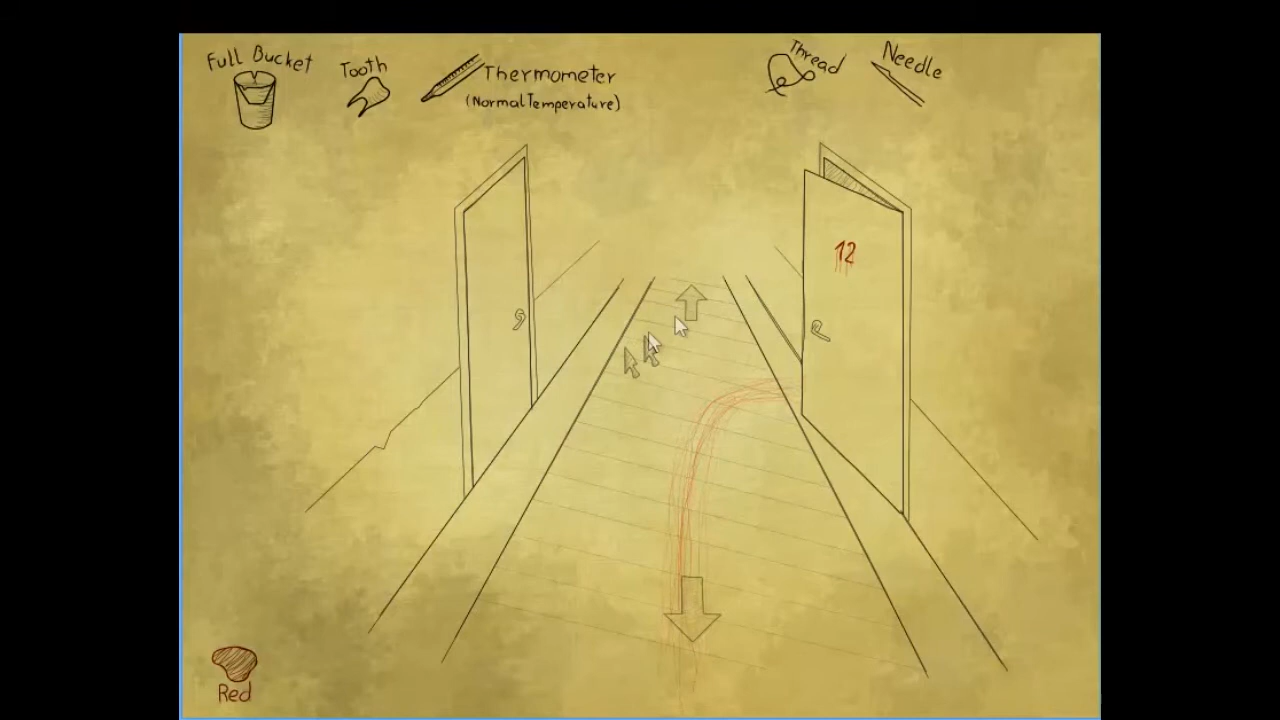 Full Bucket
Tooth
Thermometer
(Normal Temperature)
Thread
Needle
12
Red